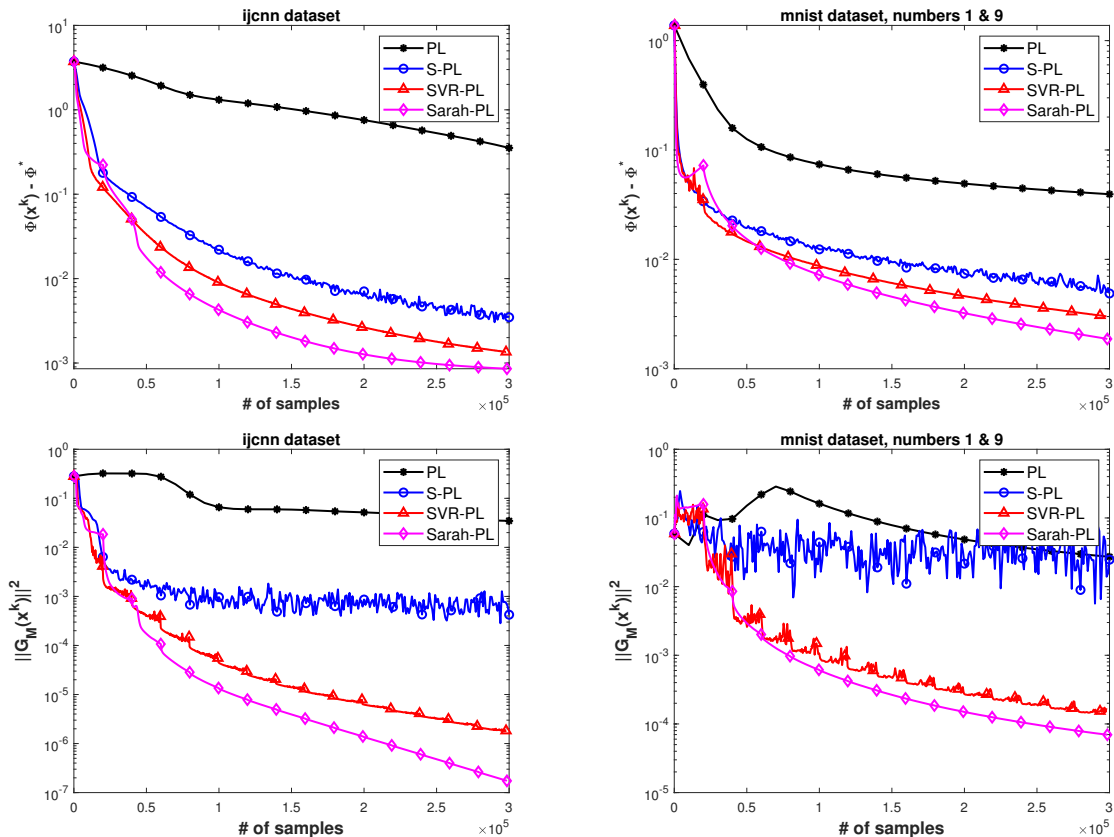 ijcnn dataset
10^1
10^0
10^-1
10^-2
10^-3
Φ(x^k) - Φ^*
PL
S-PL
SVR-PL
Sarah-PL
0 0.5 1 1.5 2 2.5 3
# of samples ×10^5
mnist dataset, numbers 1 & 9
10^0
10^-1
10^-2
10^-3
Φ(x^k) - Φ^*
PL
S-PL
SVR-PL
Sarah-PL
0 0.5 1 1.5 2 2.5 3
# of samples ×10^5
ijcnn dataset
10^0
10^-1
10^-2
10^-3
10^-4
10^-5
10^-6
10^-7
||G_M(x^k)||^2
PL
S-PL
SVR-PL
Sarah-PL
0 0.5 1 1.5 2 2.5 3
# of samples ×10^5
mnist dataset, numbers 1 & 9
10^0
10^-1
10^-2
10^-3
10^-4
10^-5
||G_M(x^k)||^2
PL
S-PL
SVR-PL
Sarah-PL
0 0.5 1 1.5 2 2.5 3
# of samples ×10^5